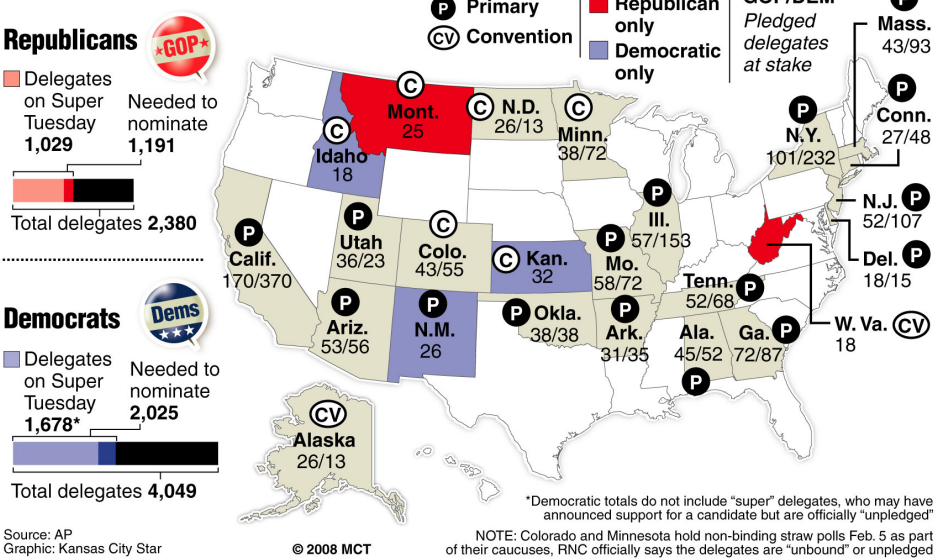 P Primary
CV Convention
Republican
only
Democratic
only
GOP/DEM
Pledged
delegates
at stake
Republicans
GOP
Delegates
on Super
Tuesday
1,029
Needed to
nominate
1,191
Total delegates 2,380
Democrats
Dems
Delegates
on Super
Tuesday
1,678*
Needed to
nominate
2,025
Total delegates 4,049
Source: AP
Graphic: Kansas City Star
© 2008 MCT
C
Mont.
25
C
N.D.
26/13
C
Minn.
38/72
C
Idaho
18
P
Calif.
170/370
P
Utah
36/23
C
Colo.
43/55
C Kan.
32
P
Mo.
58/72
P
Ill.
57/153
P
Ariz.
53/56
P
N.M.
26
P Okla.
38/38
P
Ark.
31/35
Tenn. P
52/68
Ala.
45/52
P
Ga. P
72/87
P
N.Y.
101/232
P
Mass.
43/93
P
Conn.
27/48
N.J. P
52/107
Del. P
18/15
W. Va. CV
18
CV
Alaska
26/13
*Democratic totals do not include “super” delegates, who may have
announced support for a candidate but are officially “unpledged”
NOTE: Colorado and Minnesota hold non-binding straw polls Feb. 5 as part
of their caucuses, RNC officially says the delegates are “unbound” or unpledged